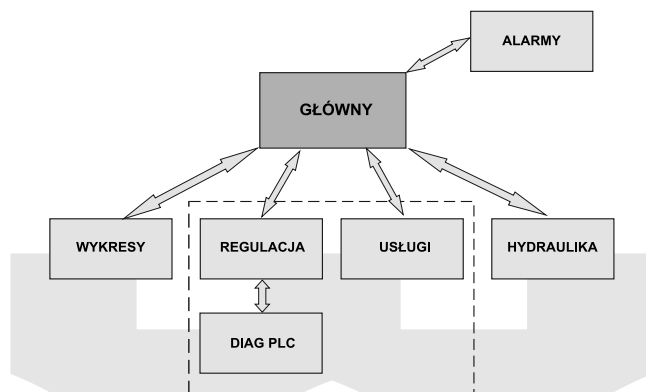 ALARMY
GŁÓWNY
WYKRESY
REGULACJA
USŁUGI
HYDRAULIKA
DIAG PLC